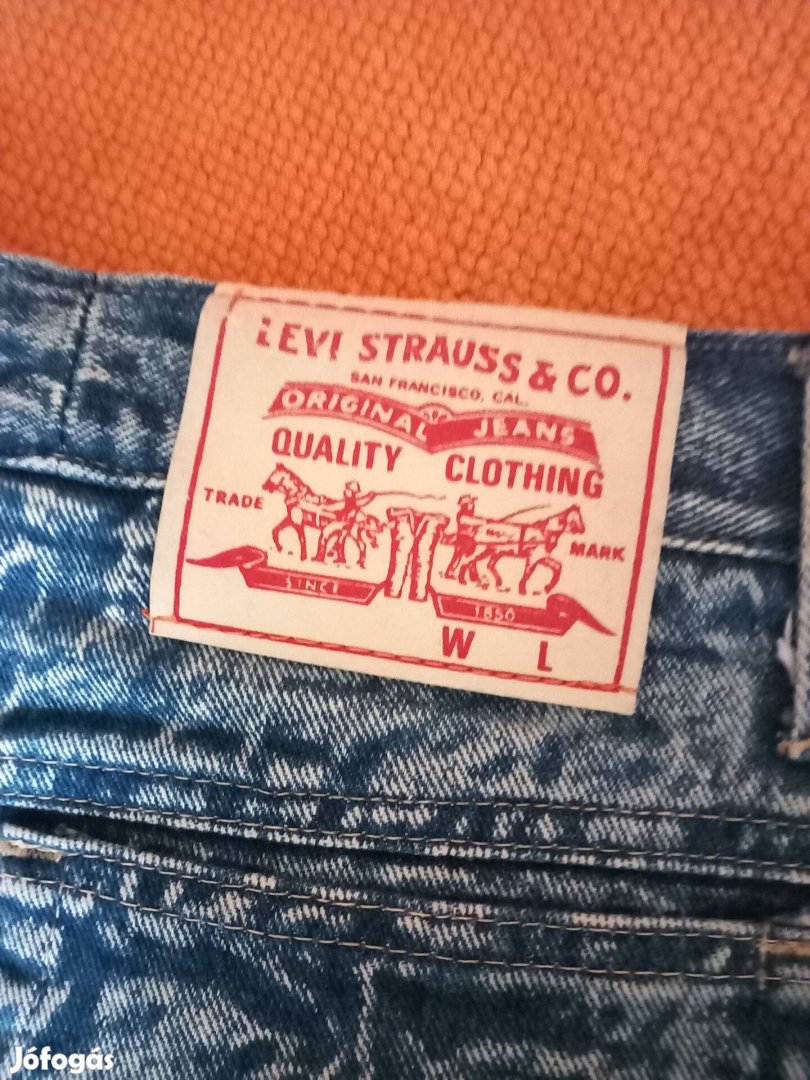 LEVI STRAUSS & CO.
SAN FRANCISCO, CAL.
ORIGINAL JEANS
QUALITY CLOTHING
TRADE MARK
SINCE 1850
W L
Jófogás